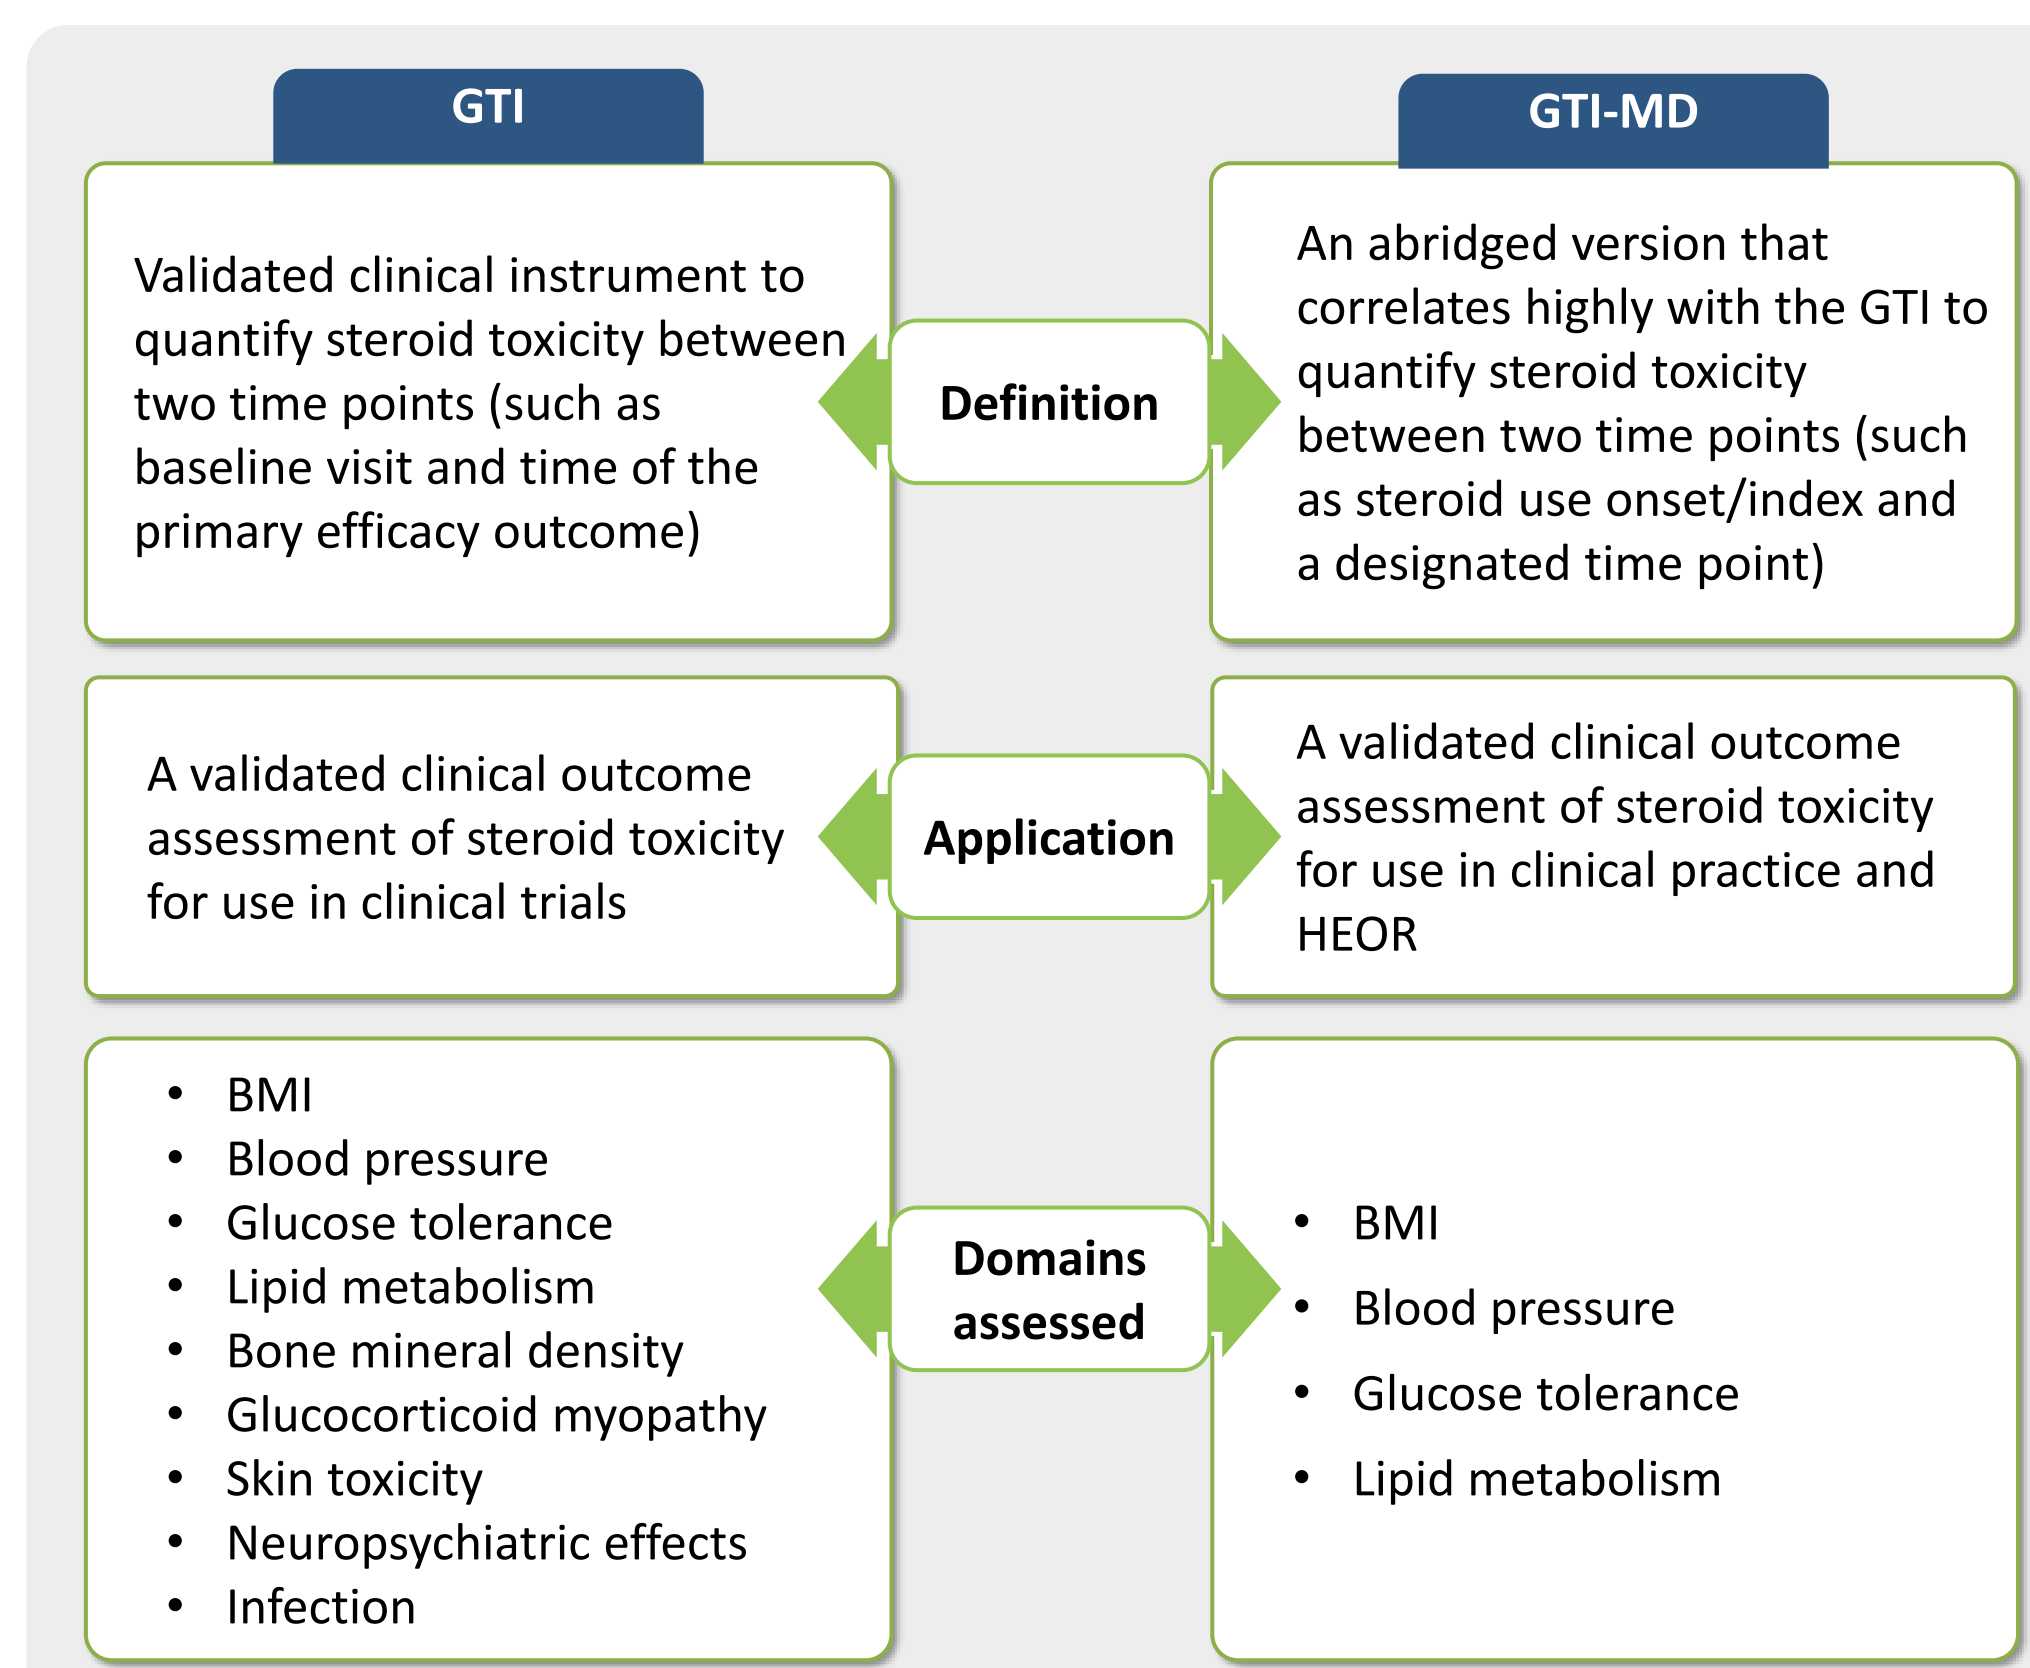 GTI
GTI-MD
Validated clinical instrument to
quantify steroid toxicity between
two time points (such as
baseline visit and time of the
primary efficacy outcome)
Definition
An abridged version that
correlates highly with the GTI to
quantify steroid toxicity
between two time points (such
as steroid use onset/index and
a designated time point)
A validated clinical outcome
assessment of steroid toxicity
for use in clinical trials
Application
A validated clinical outcome
assessment of steroid toxicity
for use in clinical practice and
HEOR
• BMI
• Blood pressure
• Glucose tolerance
• Lipid metabolism
• Bone mineral density
• Glucocorticoid myopathy
• Skin toxicity
• Neuropsychiatric effects
• Infection
Domains
assessed
• BMI
• Blood pressure
• Glucose tolerance
• Lipid metabolism